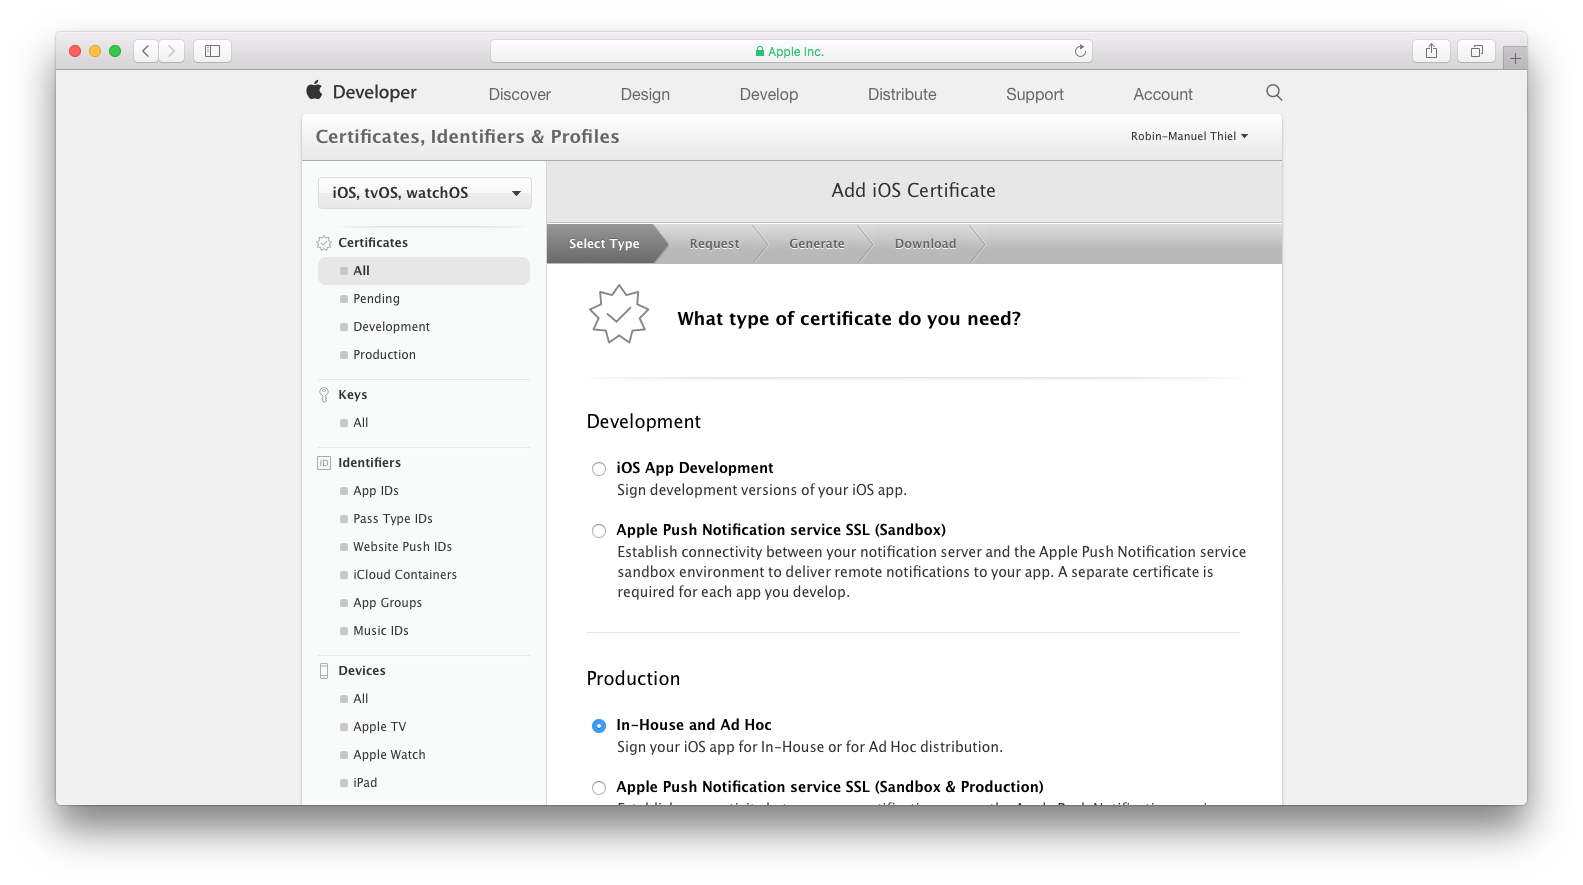 Apple Inc.
Developer
Discover
Design
Develop
Distribute
Support
Account
Certificates, Identifiers & Profiles
Robin-Manuel Thiel
iOS, tvOS, watchOS
Certificates
All
Pending
Development
Production
Keys
All
ID Identifiers
App IDs
Pass Type IDs
Website Push IDs
iCloud Containers
App Groups
Music IDs
Devices
All
Apple TV
Apple Watch
iPad
Add iOS Certificate
Select Type
Request
Generate
Download
What type of certificate do you need?
Development
iOS App Development
Sign development versions of your iOS app.
Apple Push Notification service SSL (Sandbox)
Establish connectivity between your notification server and the Apple Push Notification service
sandbox environment to deliver remote notifications to your app. A separate certificate is
required for each app you develop.
Production
In-House and Ad Hoc
Sign your iOS app for In-House or for Ad Hoc distribution.
Apple Push Notification service SSL (Sandbox & Production)